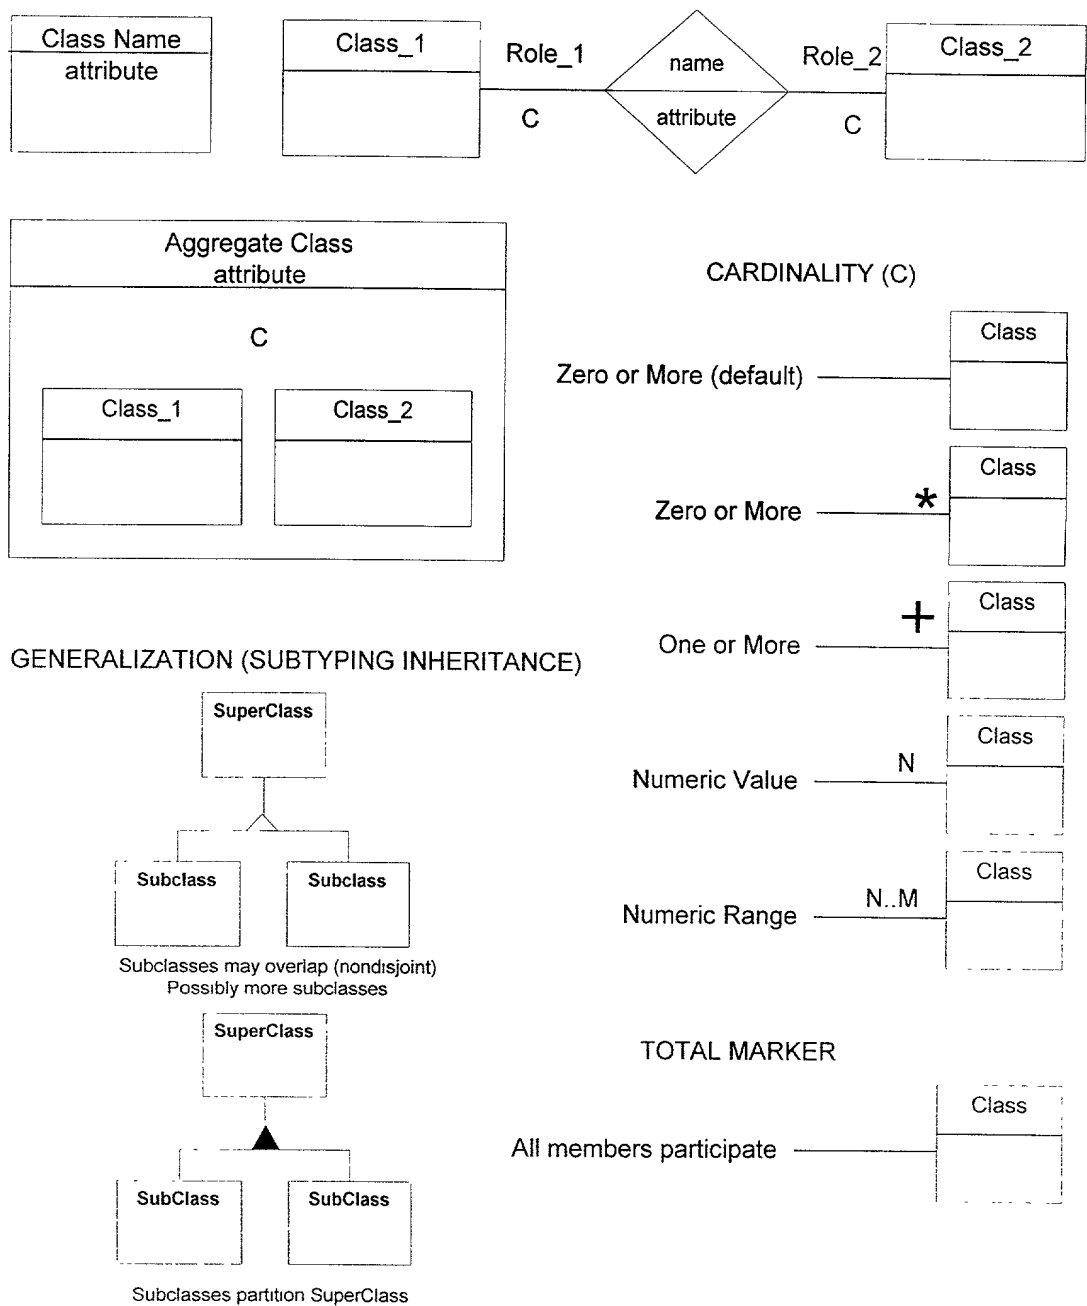 Class Name
attribute
Class_1
Role_1
C
name
attribute
Role_2
C
Class_2
Aggregate Class
attribute
C
Class_1
Class_2
CARDINALITY (C)
Zero or More (default)
Class
Zero or More
*
Class
One or More
+
Class
Numeric Value
N
Class
Numeric Range
N..M
Class
GENERALIZATION (SUBTYPING INHERITANCE)
SuperClass
Subclass
Subclass
Subclasses may overlap (nondisjoint)
Possibly more subclasses
SuperClass
SubClass
SubClass
Subclasses partition SuperClass
TOTAL MARKER
All members participate
Class